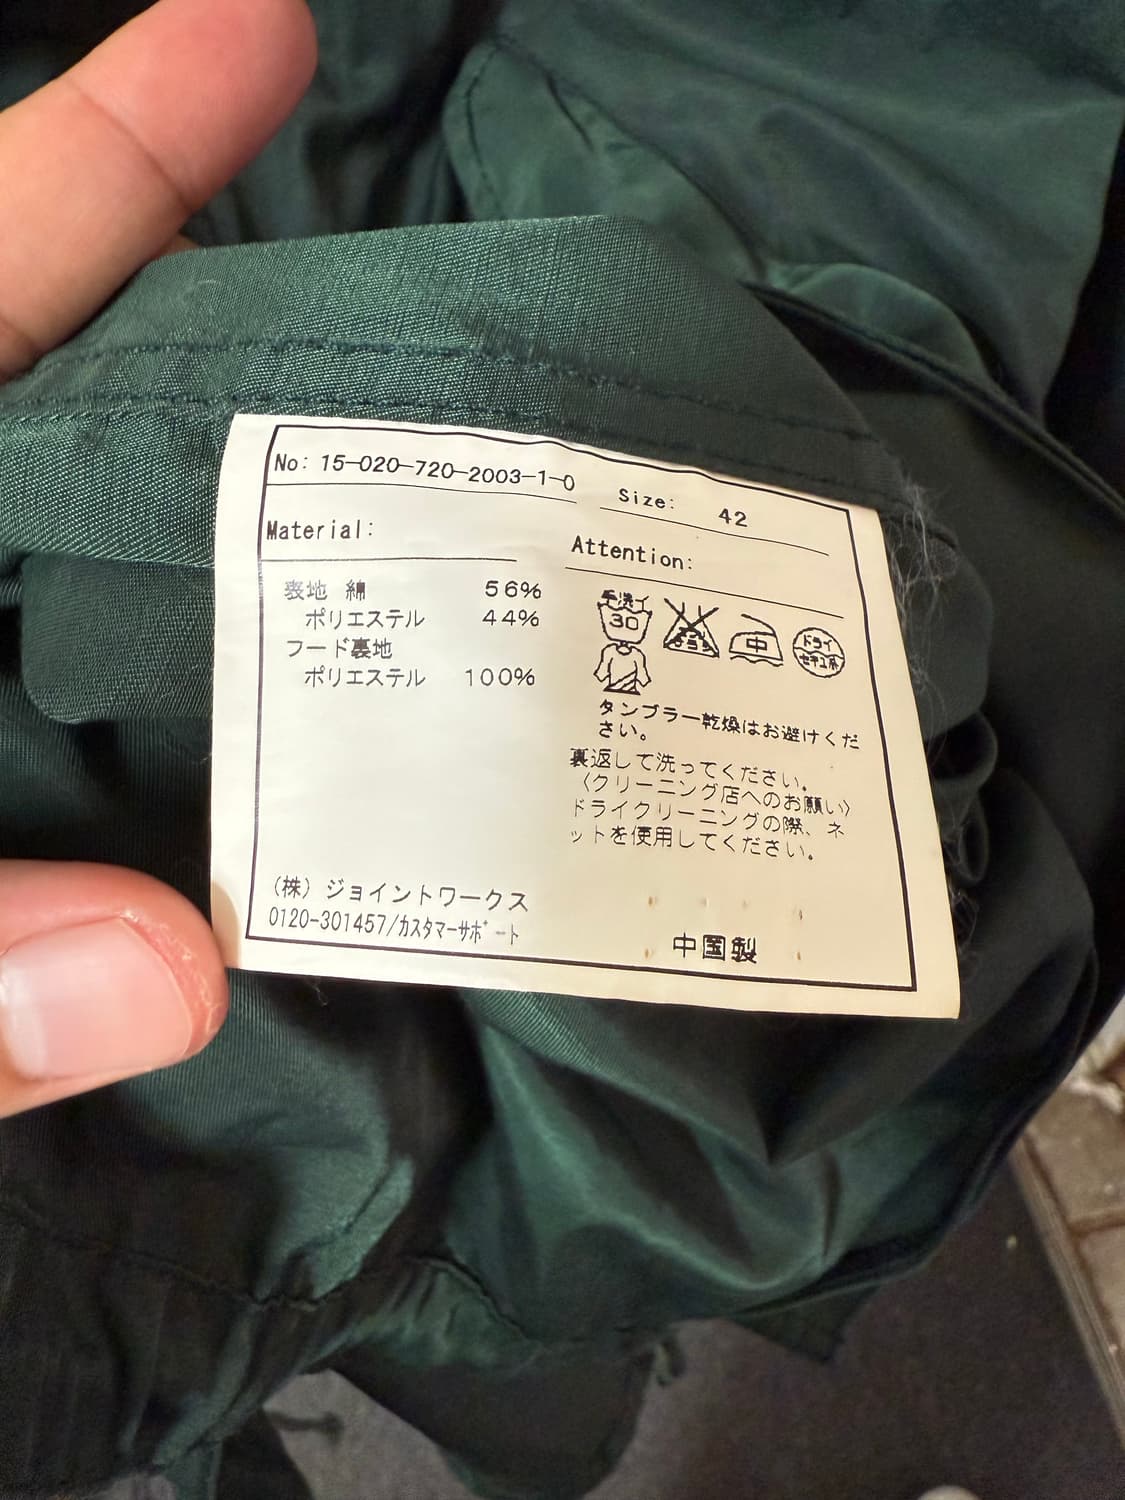 No: 15-020-720-2003-1-0
Size: 42
Material:
表地 綿 56%
ポリエステル 44%
フード裏地
ポリエステル 100%
Attention:
手洗イ
30
中
ドライ
セキユ系
タンブラー乾燥はお避けくだ
さい。
裏返して洗ってください。
〈クリーニング店へのお願い〉
ドライクリーニングの際、ネ
ットを使用してください。
(株) ジョイントワークス
0120-301457/カスタマーサポート
中国製